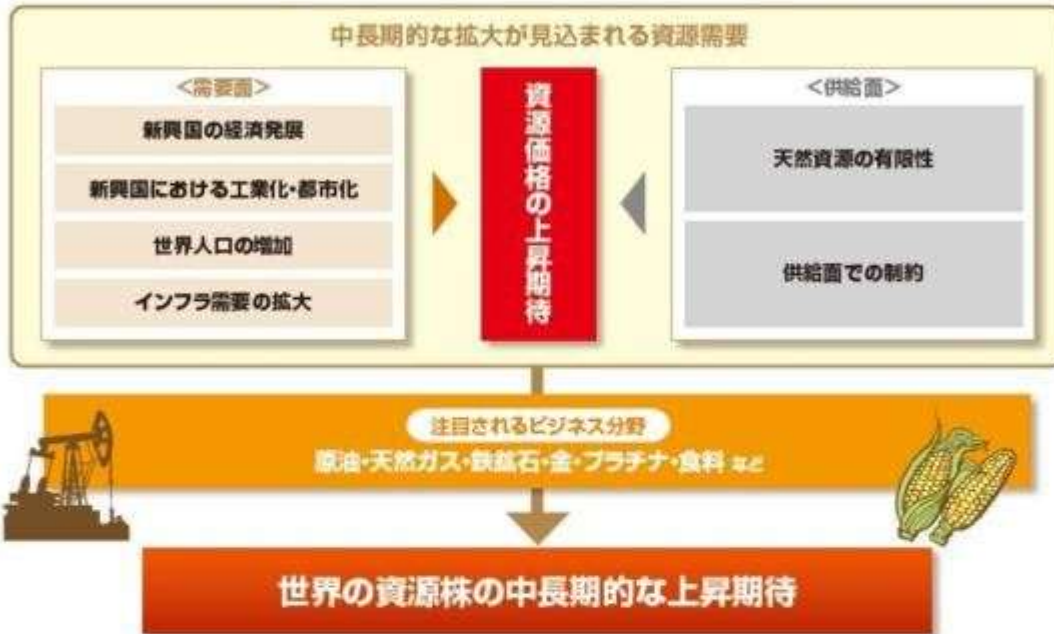 中長期的な拡大が見込まれる資源需要
<需要面>
新興国の経済発展
新興国における工業化・都市化
世界人口の増加
インフラ需要の拡大
資源価格の上昇期待
<供給面>
天然資源の有限性
供給面での制約
注目されるビジネス分野
原油・天然ガス・鉄鉱石・金・プラチナ・食料 など
世界の資源株の中長期的な上昇期待